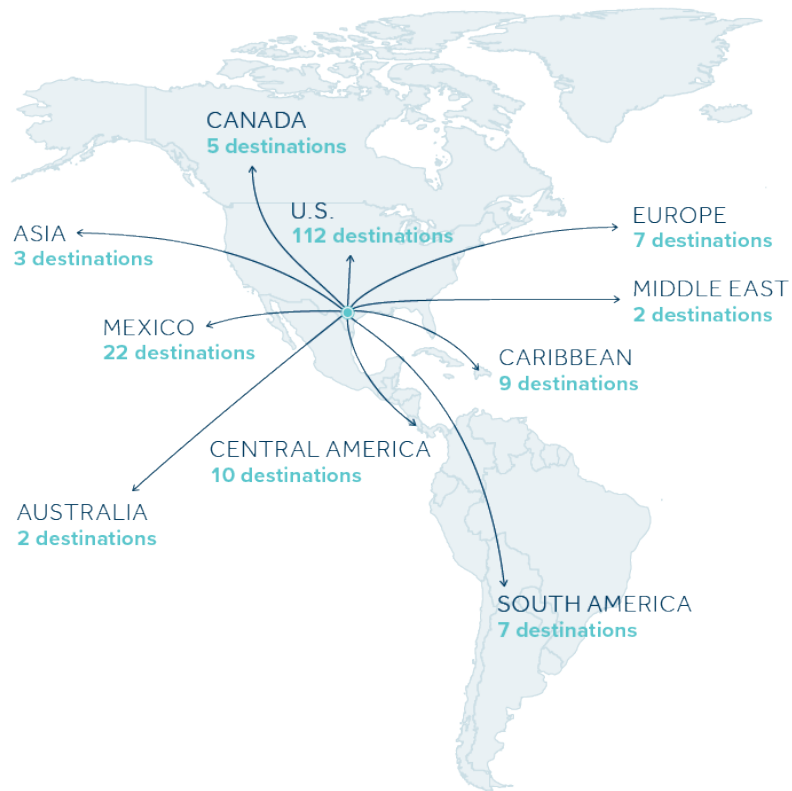 CANADA
5 destinations
U.S.
112 destinations
ASIA
3 destinations
EUROPE
7 destinations
MIDDLE EAST
2 destinations
MEXICO
22 destinations
CARIBBEAN
9 destinations
CENTRAL AMERICA
10 destinations
AUSTRALIA
2 destinations
SOUTH AMERICA
7 destinations